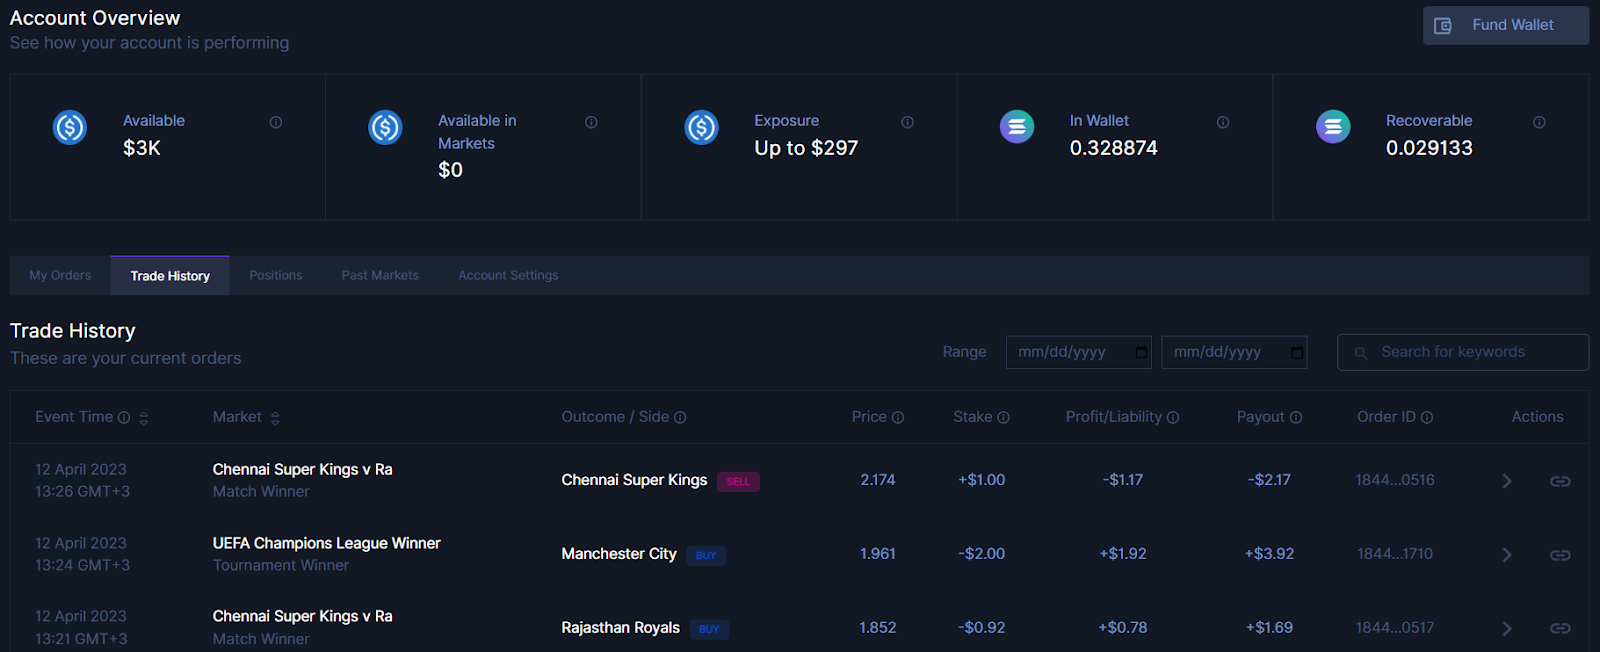 Account Overview
See how your account is performing
Fund Wallet
Available
$3K
Available in
Markets
$0
Exposure
Up to $297
In Wallet
0.328874
Recoverable
0.029133
My Orders Trade History Positions Past Markets Account Settings
Trade History
These are your current orders
Range mm/dd/yyyy mm/dd/yyyy Search for keywords
Event Time Market Outcome / Side Price Stake Profit/Liability Payout Order ID Actions
12 April 2023
13:26 GMT+3
Chennai Super Kings v Ra
Match Winner
Chennai Super Kings SELL 2.174 +$1.00 -$1.17 -$2.17 1844...0516
12 April 2023
13:24 GMT+3
UEFA Champions League Winner
Tournament Winner
Manchester City BUY 1.961 -$2.00 +$1.92 +$3.92 1844...1710
12 April 2023
13:21 GMT+3
Chennai Super Kings v Ra
Match Winner
Rajasthan Royals BUY 1.852 -$0.92 +$0.78 +$1.69 1844...0517